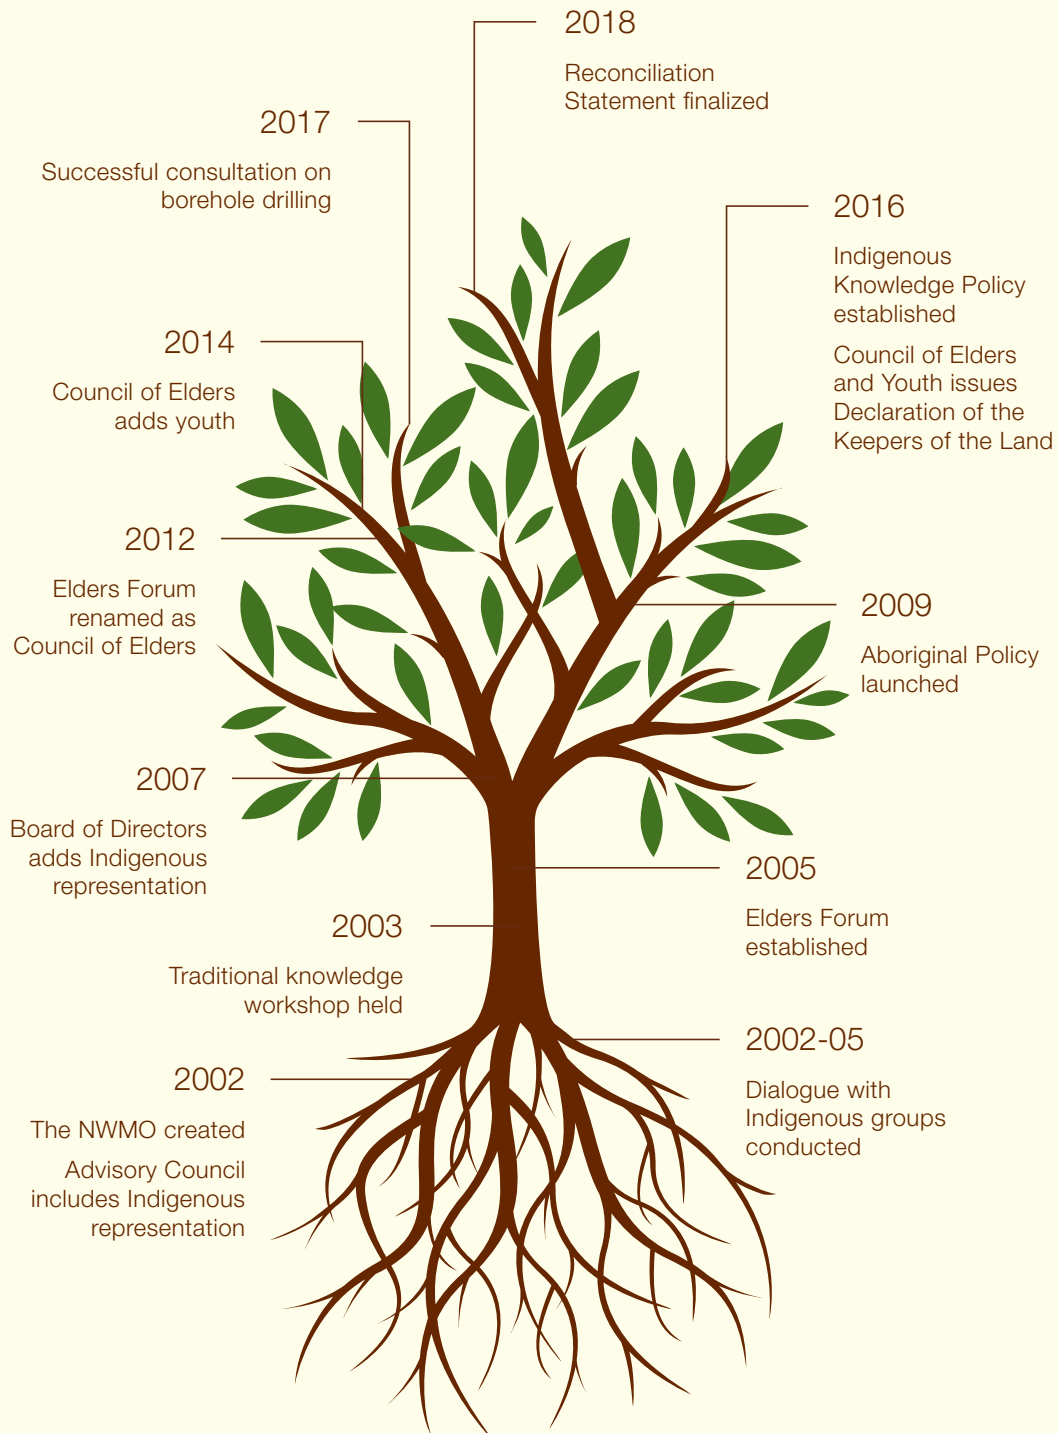 2018
Reconciliation
Statement finalized
2017
Successful consultation on
borehole drilling
2016
Indigenous
Knowledge Policy
established
Council of Elders
and Youth issues
Declaration of the
Keepers of the Land
2014
Council of Elders
adds youth
2012
Elders Forum
renamed as
Council of Elders
2009
Aboriginal Policy
launched
2007
Board of Directors
adds Indigenous
representation
2005
Elders Forum
established
2003
Traditional knowledge
workshop held
2002-05
Dialogue with
Indigenous groups
conducted
2002
The NWMO created
Advisory Council
includes Indigenous
representation